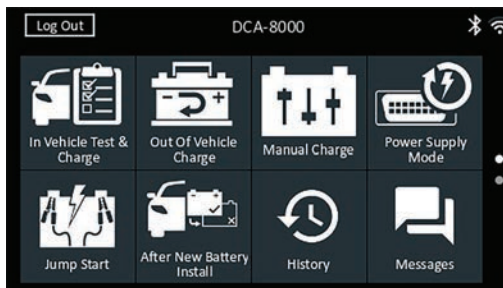 Log Out
DCA-8000
In Vehicle Test &
Charge
Out Of Vehicle
Charge
Manual Charge
Power Supply
Mode
Jump Start
After New Battery
Install
History
Messages